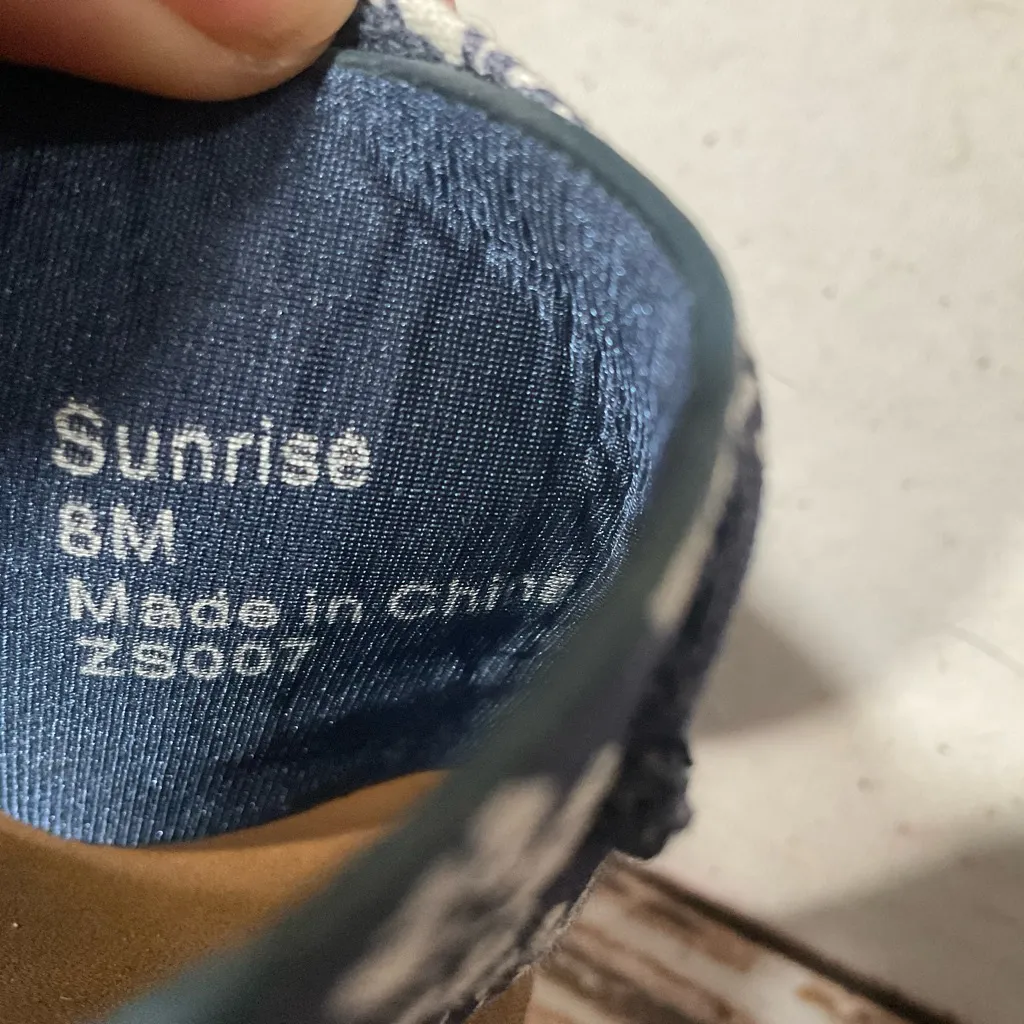 Sunrise
8M
Made in China
ZS007